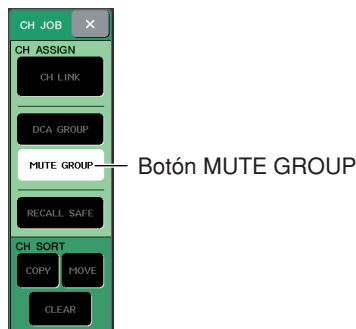 CH JOB ×
CH ASSIGN
CH LINK
DCA GROUP
MUTE GROUP
Botón MUTE GROUP
RECALL SAFE
CH SORT
COPY MOVE
CLEAR